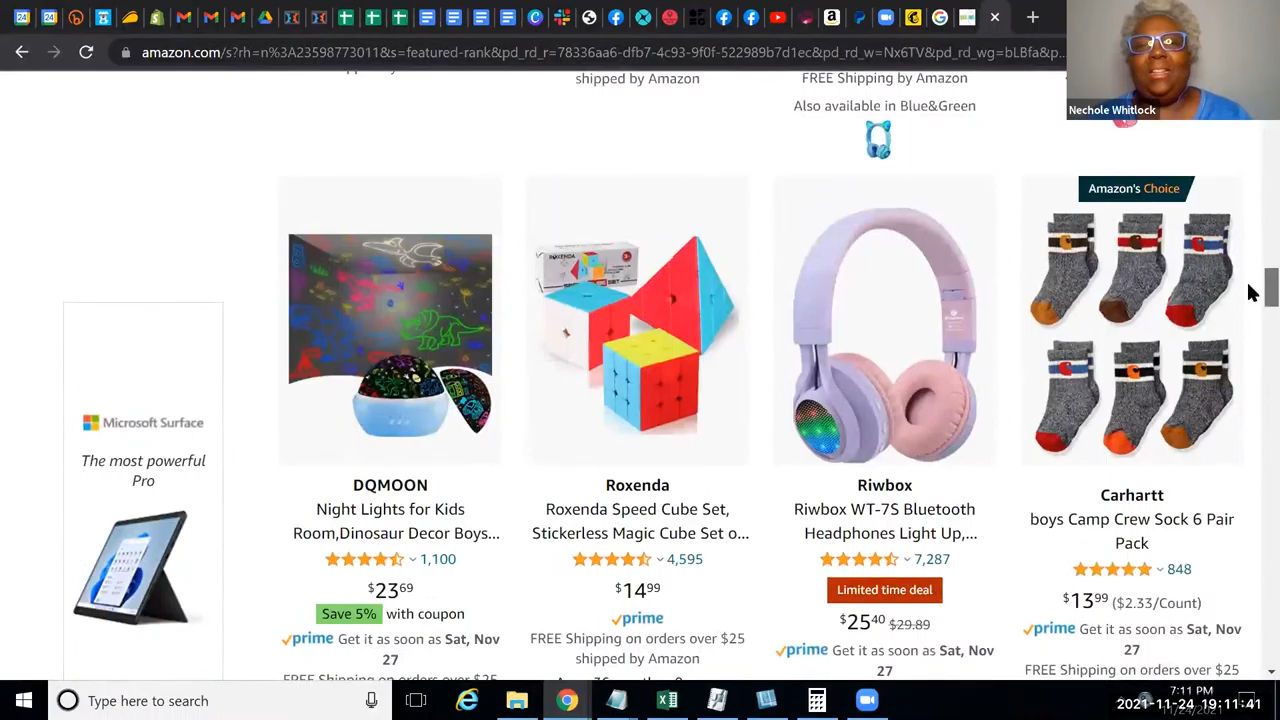 amazon.com/s?rh=n%3A23598773011&s=featured-rank&pd_rd_r=78336aa6-dfb7-4c93-9f0f-522989b7d1ec&pd_rd_w=Nx6TV&pd_rd_wg=bLBfa&p...
Nechole Whitlock
shipped by Amazon
FREE Shipping by Amazon
Also available in Blue&Green
Microsoft Surface
The most powerful
Pro
ROXENDA
Amazon's Choice
DQMOON
Night Lights for Kids
Room,Dinosaur Decor Boys...
1,100
$23.69
Save 5% with coupon
prime Get it as soon as Sat, Nov
27
FREE Shipping on orders over $25
Roxenda
Roxenda Speed Cube Set,
Stickerless Magic Cube Set o...
4,595
$14.99
prime
FREE Shipping on orders over $25
shipped by Amazon
Riwbox
Riwbox WT-7S Bluetooth
Headphones Light Up,...
7,287
Limited time deal
$25.40 $29.89
prime Get it as soon as Sat, Nov
27
Carhartt
boys Camp Crew Sock 6 Pair
Pack
848
$13.99 ($2.33/Count)
prime Get it as soon as Sat, Nov
27
FREE Shipping on orders over $25
Type here to search
7:11 PM
2021-11-24 19:11:41